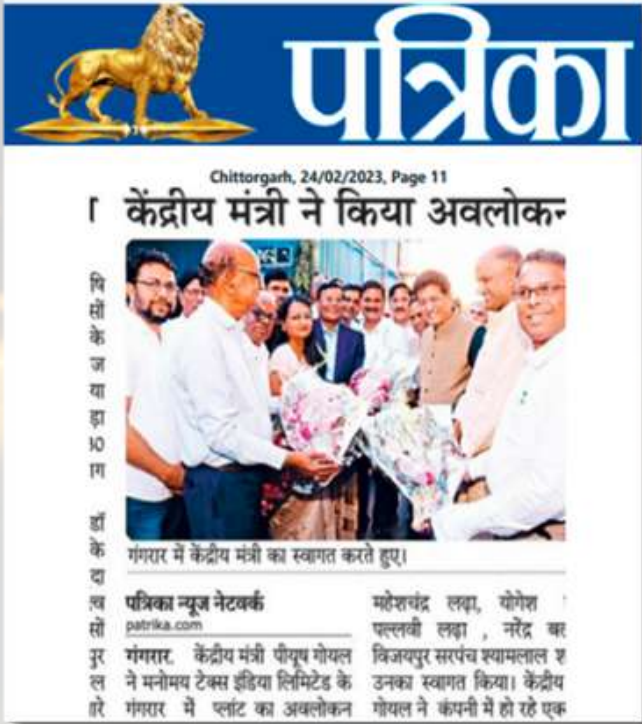 पत्रिका
Chittorgarh, 24/02/2023, Page 11
केंद्रीय मंत्री ने किया अवलोकन
षि
सों
के
ज
या
ड़ा
30
ाग
डॉ
के
दा
सों
पुर
ल
ारे
गंगरार में केंद्रीय मंत्री का स्वागत करते हुए।
पत्रिका न्यूज नेटवर्क
patrika.com
गंगरार. केंद्रीय मंत्री पीयूष गोयल
ने मनोमय टेक्स इंडिया लिमिटेड के
गंगरार में प्लांट का अवलोकन
महेशचंद्र लढ़ा, योगेश
पल्लवी लढ़ा , नरेंद्र
विजयपुर सरपंच श्यामलाल
उनका स्वागत किया। केंद्रीय
गोयल ने कंपनी में हो रहे एक